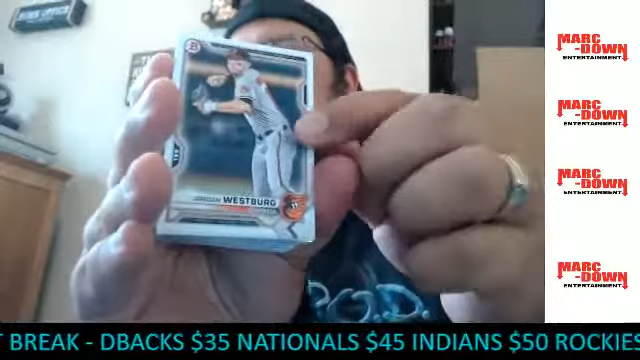 MARC-DOWN
ENTERTAINMENT
MARC-DOWN
ENTERTAINMENT
MARC-DOWN
ENTERTAINMENT
MARC-DOWN
ENTERTAINMENT
B
JORDAN WESTBURG
P.O.D.
T BREAK - DBACKS $35 NATIONALS $45 INDIANS $50 ROCKIES